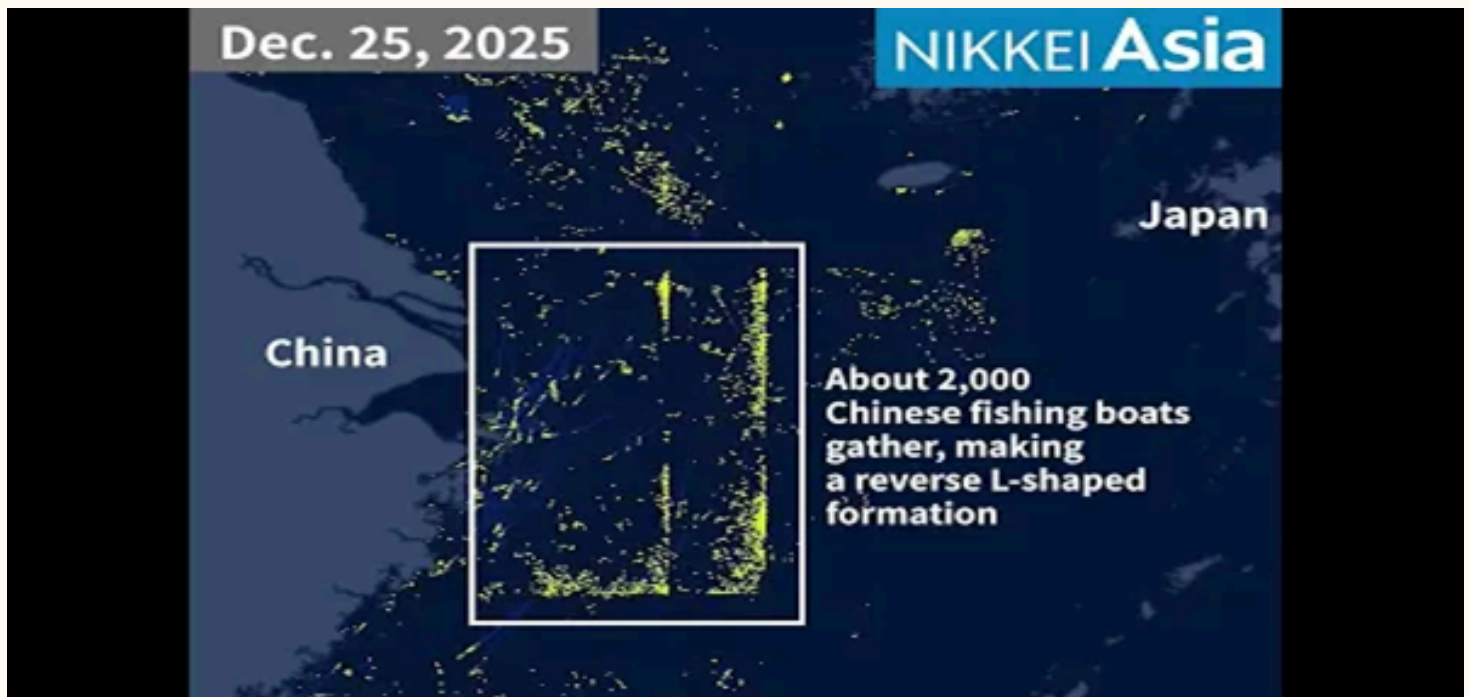 Dec. 25, 2025
NIKKEI Asia
Japan
China
About 2,000
Chinese fishing boats
gather, making
a reverse L-shaped
formation